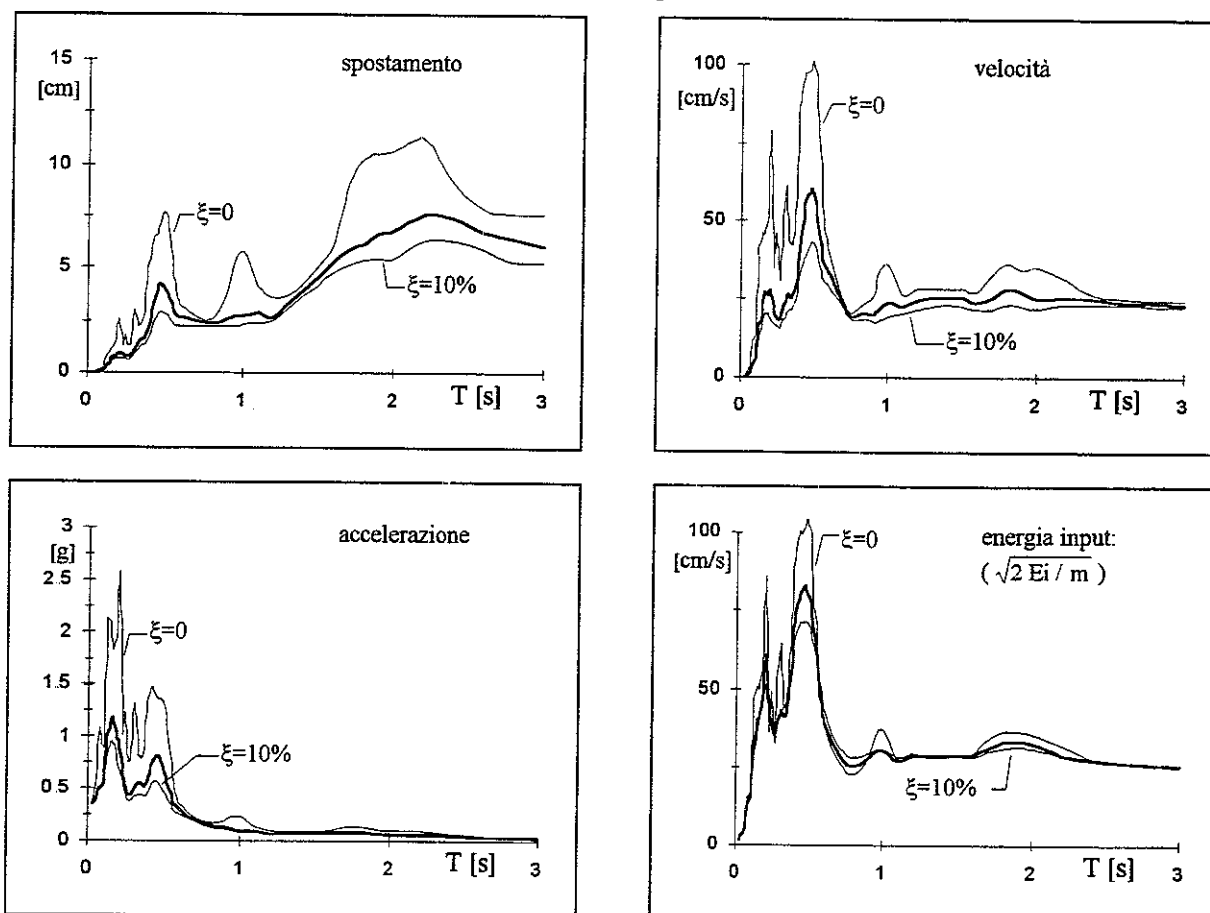 15
[cm]
10
5
0
spostamento
ξ=0
ξ=10%
0
1
2
T [s]
3
100
[cm/s]
50
0
velocità
ξ=0
ξ=10%
0
1
2
T [s]
3
3
[g]
2.5
2
1.5
1
0.5
0
accelerazione
ξ=0
ξ=10%
0
1
2
T [s]
3
100
[cm/s]
50
0
energia input:
( √2 Ei / m )
ξ=0
ξ=10%
0
1
2
T [s]
3